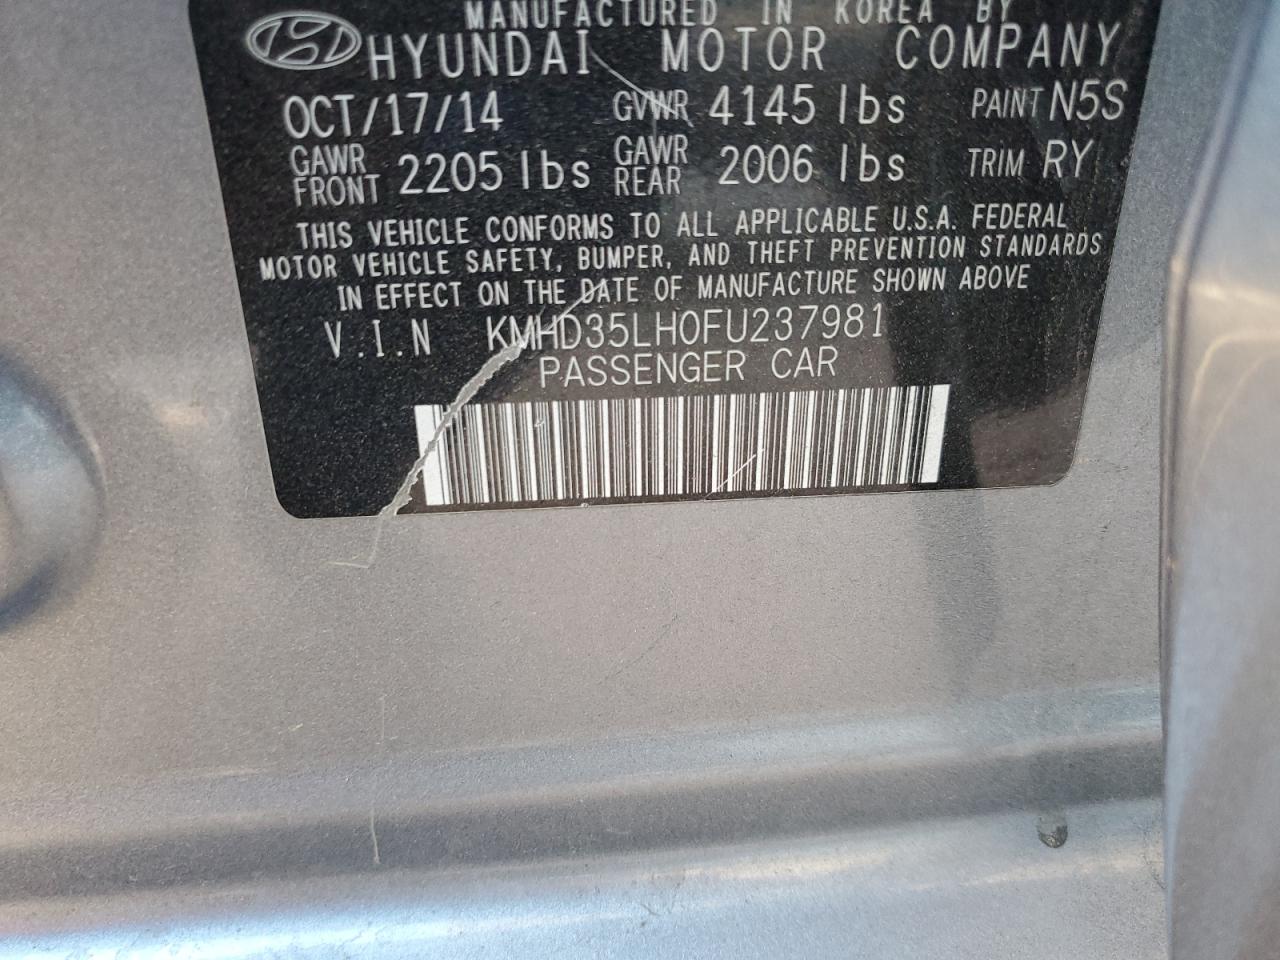 MANUFACTURED IN KOREA BY
HYUNDAI MOTOR COMPANY
OCT/17/14 GVWR 4145 lbs PAINT N5S
GAWR FRONT 2205 lbs GAWR REAR 2006 lbs TRIM RY
THIS VEHICLE CONFORMS TO ALL APPLICABLE U.S.A. FEDERAL
MOTOR VEHICLE SAFETY, BUMPER, AND THEFT PREVENTION STANDARDS
IN EFFECT ON THE DATE OF MANUFACTURE SHOWN ABOVE
V.I.N KMHD35LH0FU237981
PASSENGER CAR